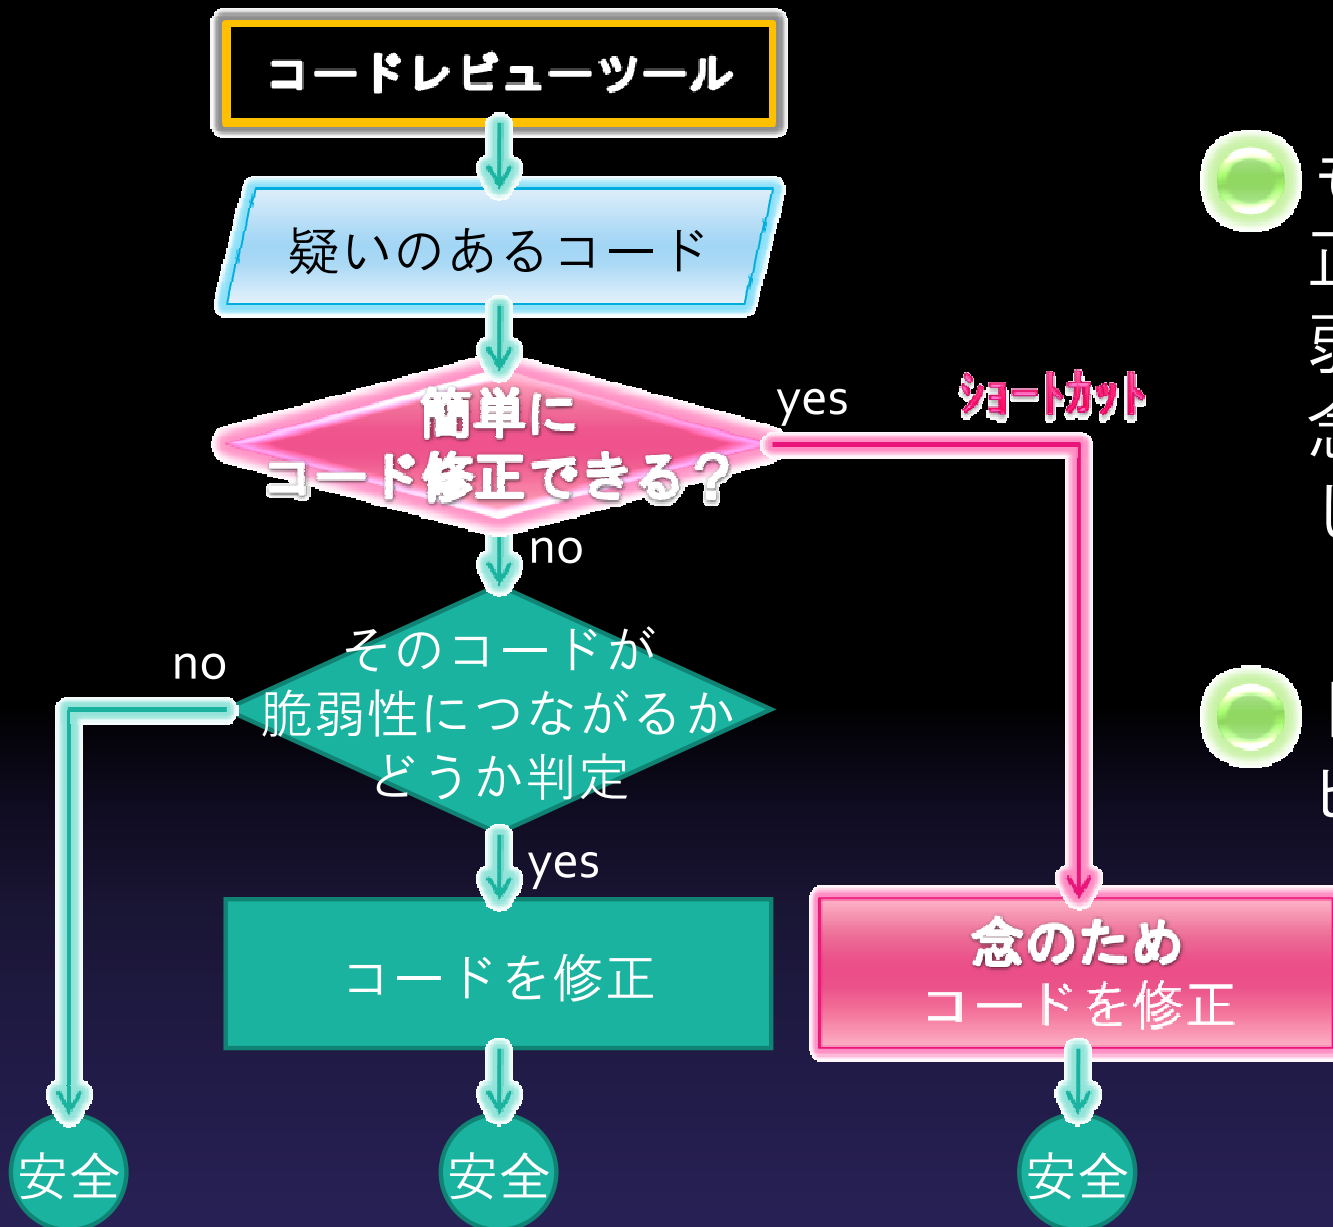 コードレビューツール
疑いのあるコード
簡単に
コード修正できる？
yes
ショートカット
no
そのコードが
脆弱性につながるか
どうか判定
no
yes
コードを修正
念のため
コードを修正
安全
安全
安全